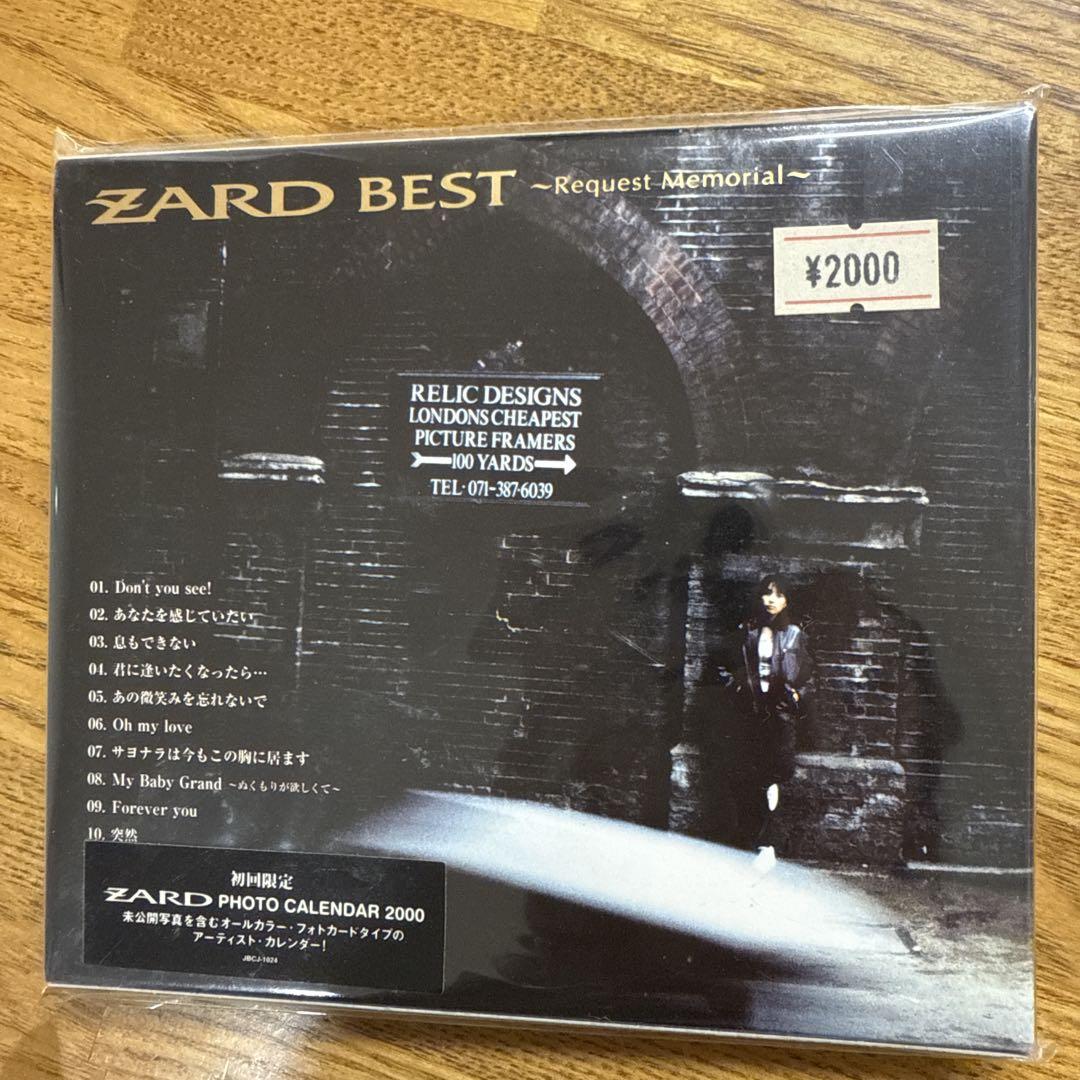 ZARD BEST ~Request Memorial~
¥2000
RELIC DESIGNS
LONDONS CHEAPEST
PICTURE FRAMERS
100 YARDS
TEL· 071-387·6039
01. Don't you see!
02. あなたを感じていたい
03. 息もできない
04. 君に逢いたくなったら…
05. あの微笑みを忘れないで
06. Oh my love
07. サヨナラは今もこの胸に居ます
08. My Baby Grand ~ぬくもりが欲しくて~
09. Forever you
10. 突然
初回限定
ZARD PHOTO CALENDAR 2000
未公開写真を含むオールカラー・フォトカードタイプの
アーティスト・カレンダー!
JBCJ-1024